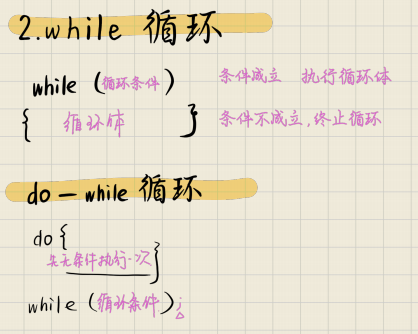 2.while 循环
while (循环条件) 条件成立 执行循环体
{ 循环体 } 条件不成立,终止循环
do-while 循环
do {
先无条件执行一次 }
while (循环条件);